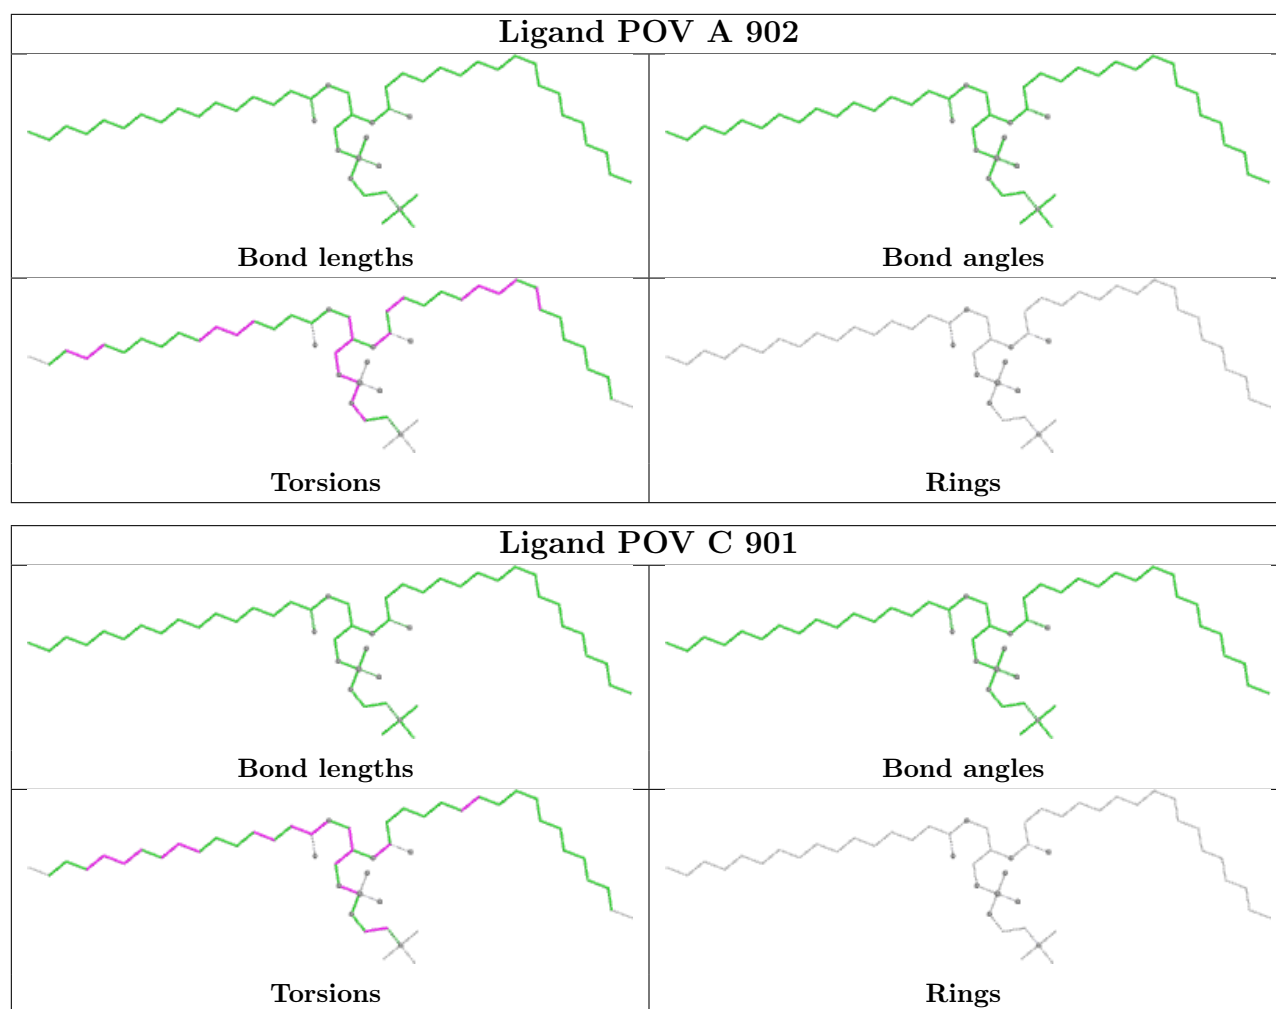 Ligand POV A 902
Bond lengths
Bond angles
Torsions
Rings
Ligand POV C 901
Bond lengths
Bond angles
Torsions
Rings